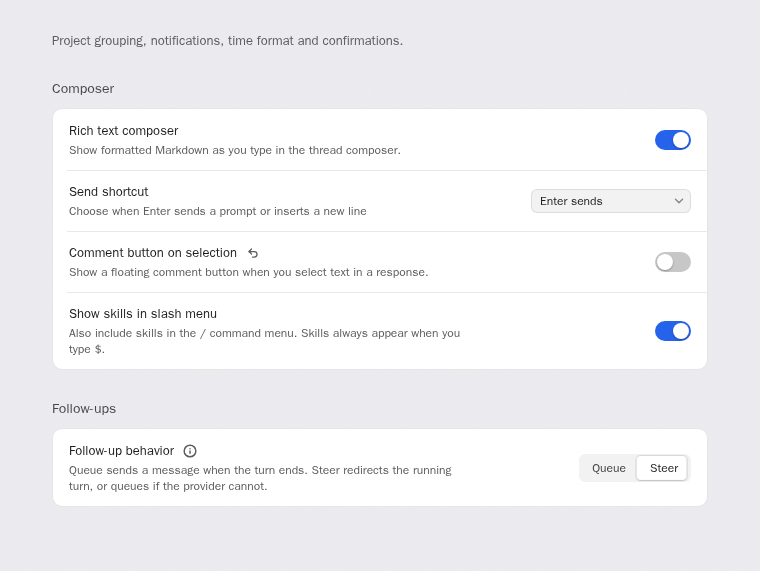 Project grouping, notifications, time format and confirmations.
Composer
Rich text composer
Show formatted Markdown as you type in the thread composer.
Send shortcut
Choose when Enter sends a prompt or inserts a new line
Enter sends
Comment button on selection
Show a floating comment button when you select text in a response.
Show skills in slash menu
Also include skills in the / command menu. Skills always appear when you
type $.
Follow-ups
Follow-up behavior
Queue sends a message when the turn ends. Steer redirects the running
turn, or queues if the provider cannot.
Queue
Steer